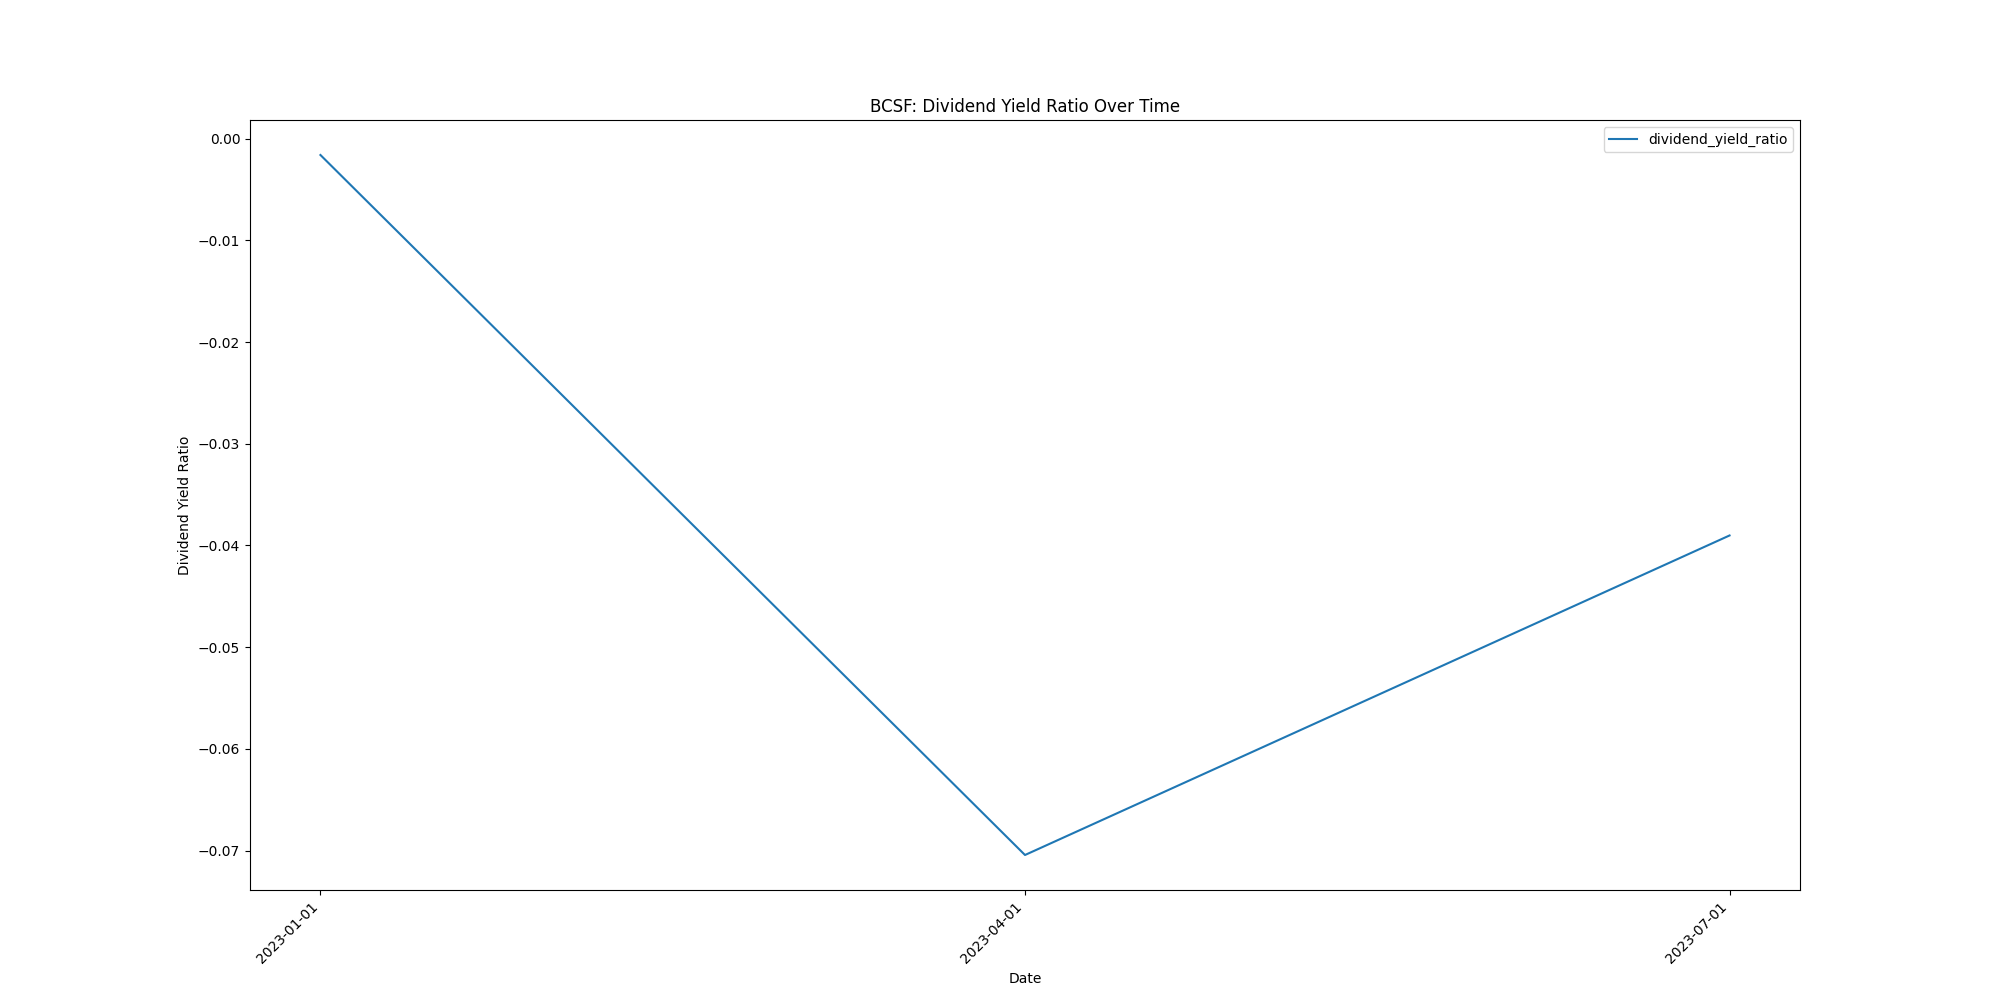 BCSF: Dividend Yield Ratio Over Time
dividend_yield_ratio
0.00
−0.01
−0.02
−0.03
−0.04
−0.05
−0.06
−0.07
Dividend Yield Ratio
2023-01-01
2023-04-01
2023-07-01
Date